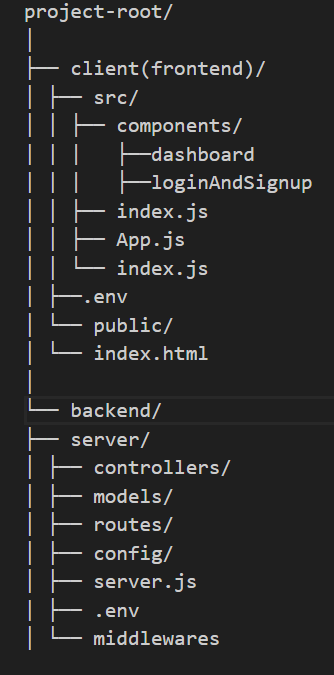 project-root/
│
├── client(frontend)/
│ ├── src/
│ │ ├── components/
│ │ │   ├──dashboard
│ │ │   ├──loginAndSignup
│ │ ├── index.js
│ │ ├── App.js
│ │ └── index.js
│ ├──.env
│ └── public/
│ └── index.html
│
└── backend/
├── server/
│ ├── controllers/
│ ├── models/
│ ├── routes/
│ ├── config/
│ ├── server.js
│ ├── .env
│ └── middlewares